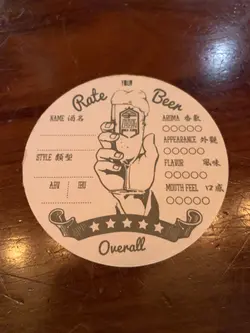 Rate YOUR Beer
NAME 酒名
STYLE 類型
ABV IBU
AROMA 香氣
APPEARANCE 外觀
FLAVOR 風味
MOUTH FEEL 口感
Overall